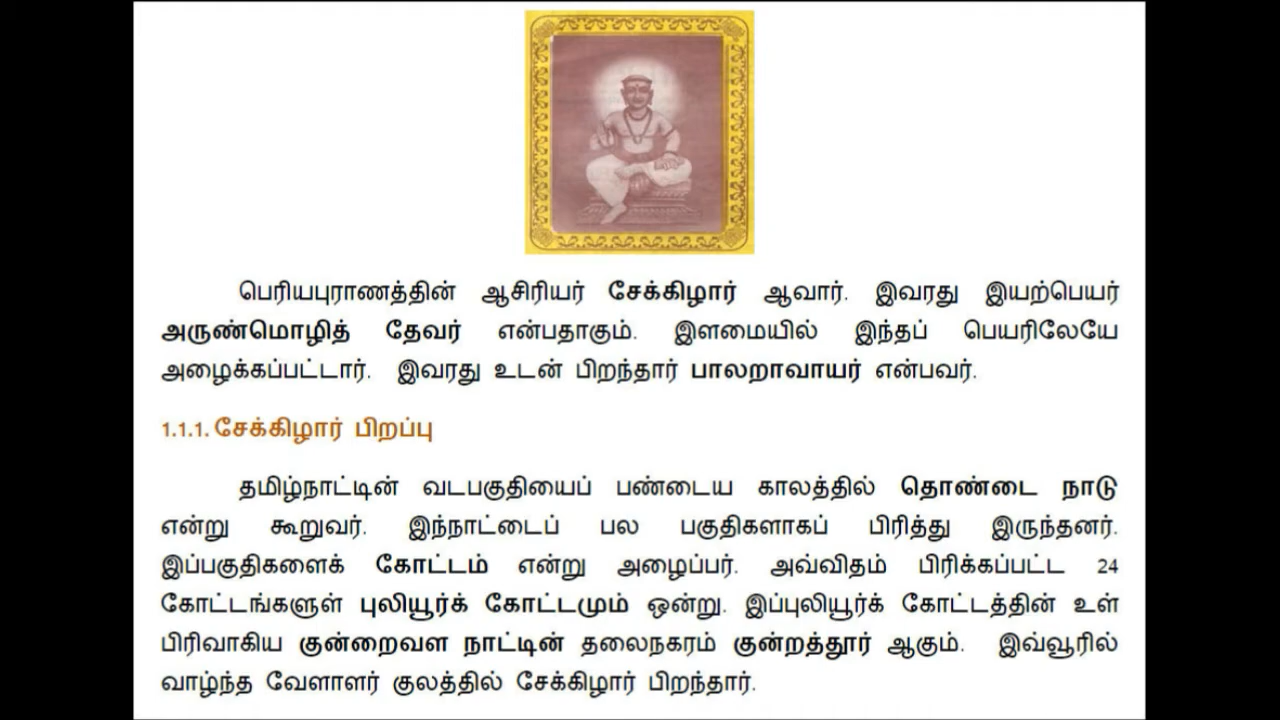 பெரியபுராணத்தின் ஆசிரியர் சேக்கிழார் ஆவார். இவரது இயற்பெயர்
அருண்மொழித் தேவர் என்பதாகும். இளமையில் இந்தப் பெயரிலேயே
அழைக்கப்பட்டார். இவரது உடன் பிறந்தார் பாலறாவாயர் என்பவர்.
1.1.1. சேக்கிழார் பிறப்பு
தமிழ்நாட்டின் வடபகுதியைப் பண்டைய காலத்தில் தொண்டை நாடு
என்று கூறுவர். இந்நாட்டைப் பல பகுதிகளாகப் பிரித்து இருந்தனர்.
இப்பகுதிகளைக் கோட்டம் என்று அழைப்பர். அவ்விதம் பிரிக்கப்பட்ட 24
கோட்டங்களுள் புலியூர்க் கோட்டமும் ஒன்று. இப்புலியூர்க் கோட்டத்தின் உள்
பிரிவாகிய குன்றைவள நாட்டின் தலைநகரம் குன்றத்தூர் ஆகும். இவ்வூரில்
வாழ்ந்த வேளாளர் குலத்தில் சேக்கிழார் பிறந்தார்.